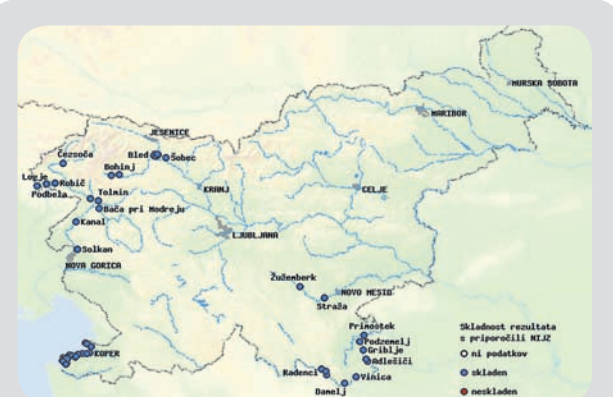 MURSKA SOBOTA
MARIBOR
JESENICE
Čezsoča
Bled
Šobec
Bohinj
Logje
Robič
Podbela
Tolmin
KRANJ
CELJE
Bača pri Modreju
Kanal
LJUBLJANA
Solkan
NOVA GORICA
Žužemberk
NOVO MESTO
Straža
Primostek
Podzemelj
Griblje
Adlešiči
KOPER
Radenci
Vinica
Damelj
Skladnost rezultata
s priporočili NIJZ
ni podatkov
skladen
neskladen